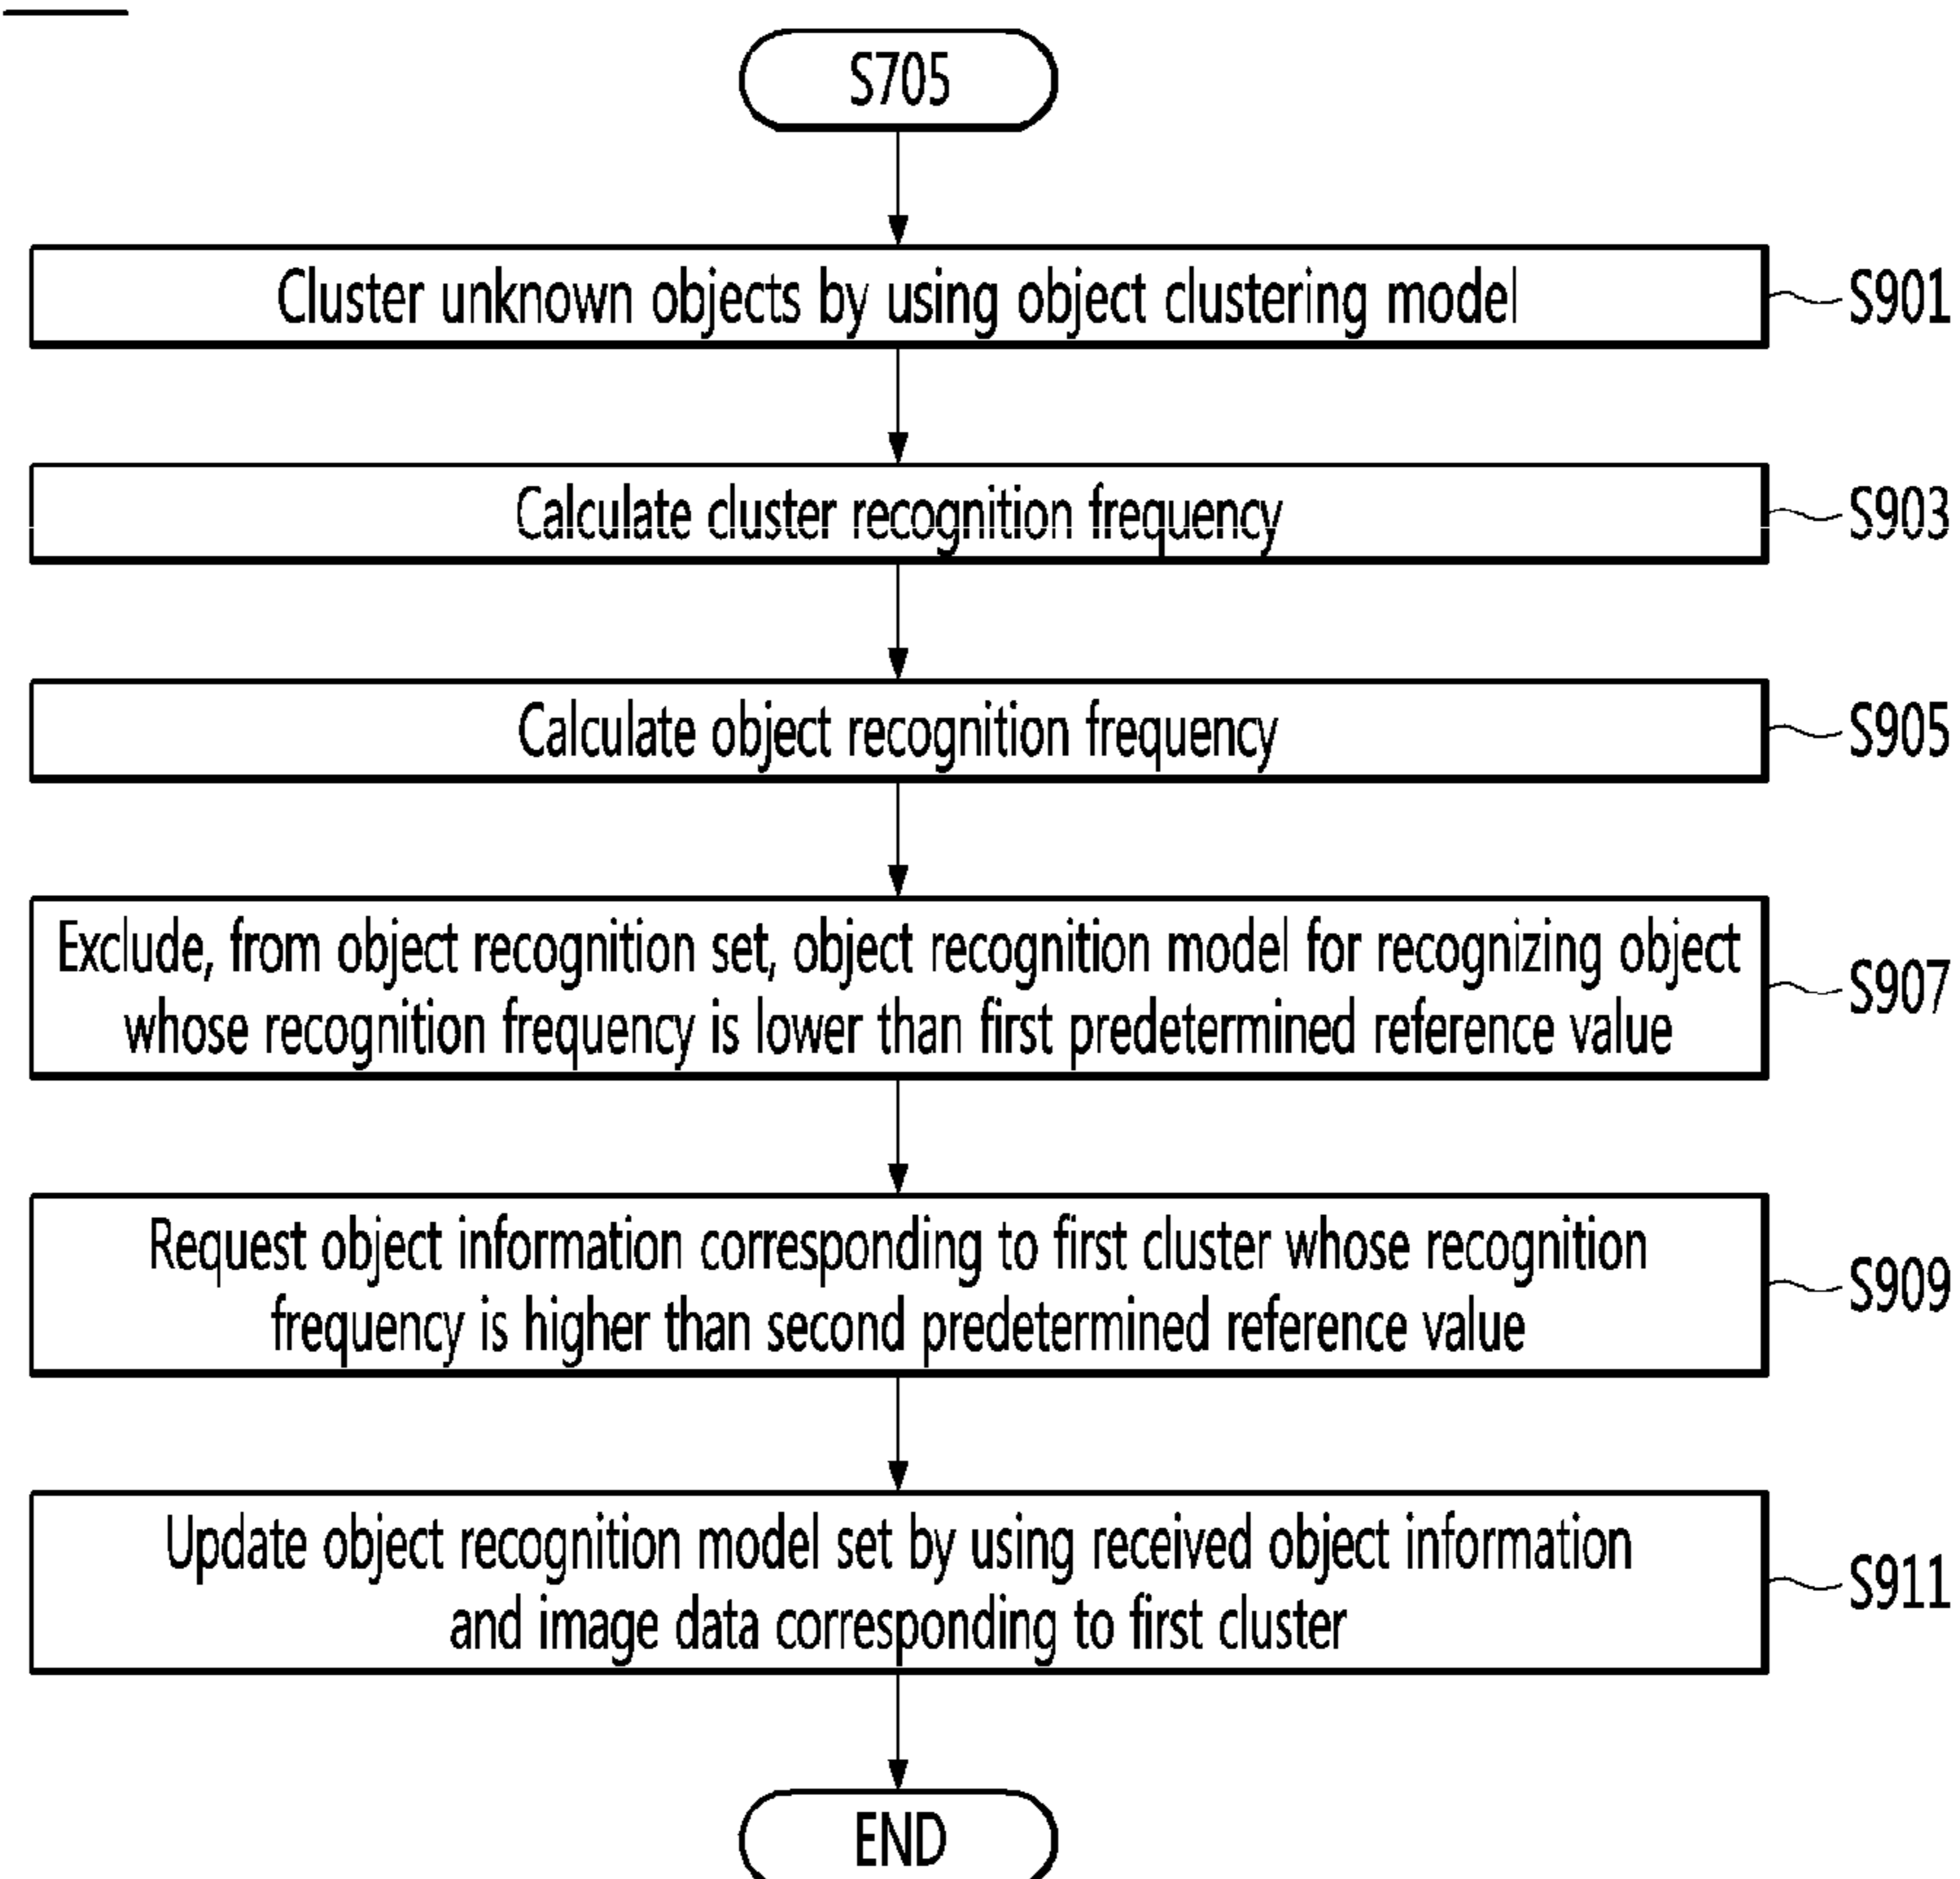 S705
Cluster unknown objects by using object clustering model
S901
Calculate cluster recognition frequency
S903
Calculate object recognition frequency
S905
Exclude, from object recognition set, object recognition model for recognizing object
whose recognition frequency is lower than first predetermined reference value
S907
Request object information corresponding to first cluster whose recognition
frequency is higher than second predetermined reference value
S909
Update object recognition model set by using received object information
and image data corresponding to first cluster
S911
END